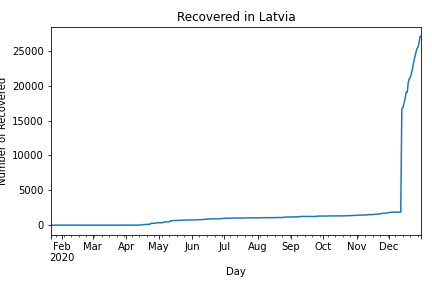 Recovered in Latvia
Number of Recovered
25000
20000
15000
10000
5000
0
Feb Mar Apr May Jun Jul Aug Sep Oct Nov Dec
2020
Day